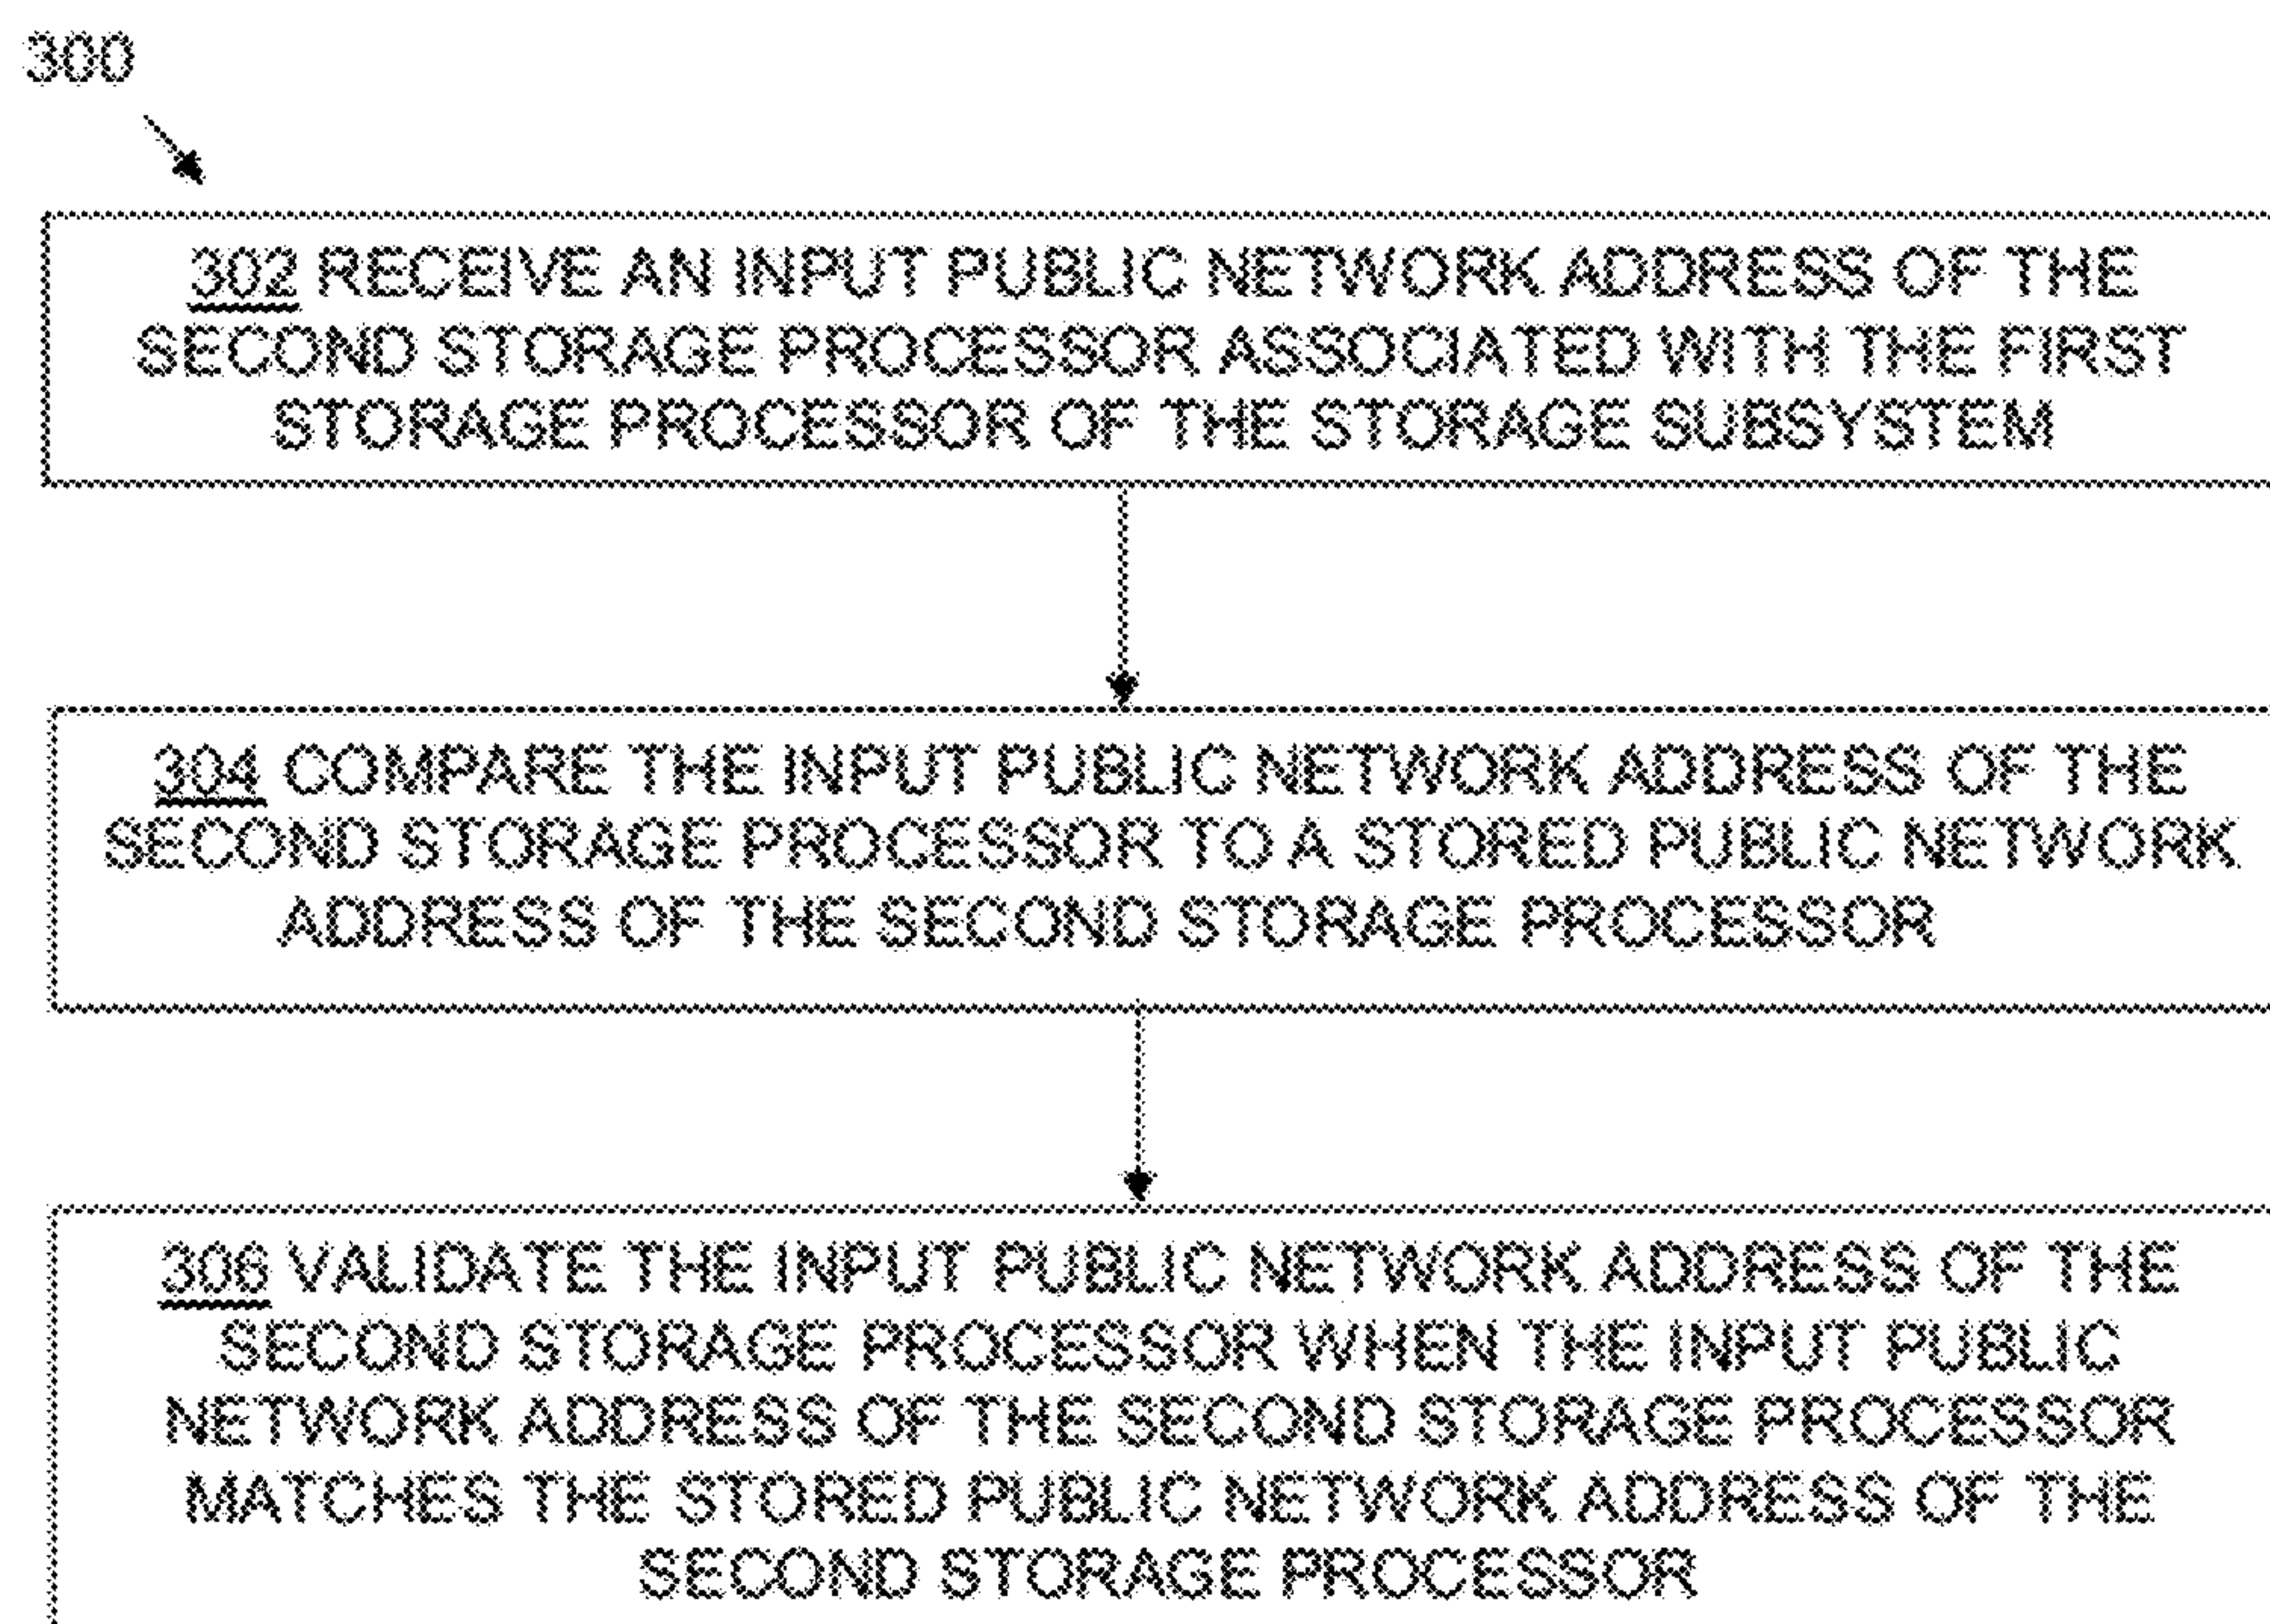 300
302 RECEIVE AN INPUT PUBLIC NETWORK ADDRESS OF THE
SECOND STORAGE PROCESSOR ASSOCIATED WITH THE FIRST
STORAGE PROCESSOR OF THE STORAGE SUBSYSTEM
304 COMPARE THE INPUT PUBLIC NETWORK ADDRESS OF THE
SECOND STORAGE PROCESSOR TO A STORED PUBLIC NETWORK
ADDRESS OF THE SECOND STORAGE PROCESSOR
306 VALIDATE THE INPUT PUBLIC NETWORK ADDRESS OF THE
SECOND STORAGE PROCESSOR WHEN THE INPUT PUBLIC
NETWORK ADDRESS OF THE SECOND STORAGE PROCESSOR
MATCHES THE STORED PUBLIC NETWORK ADDRESS OF THE
SECOND STORAGE PROCESSOR